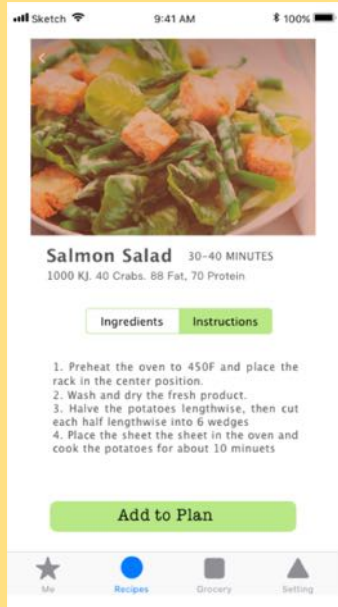 Sketch 9:41 AM 100%
Salmon Salad 30-40 MINUTES
1000 KJ. 40 Crabs. 88 Fat, 70 Protein
Ingredients Instructions
1. Preheat the oven to 450F and place the
rack in the center position.
2. Wash and dry the fresh product.
3. Halve the potatoes lengthwise, then cut
each half lengthwise into 6 wedges
4. Place the sheet the sheet in the oven and
cook the potatoes for about 10 minuets
Add to Plan
Me Recipes Grocery Setting